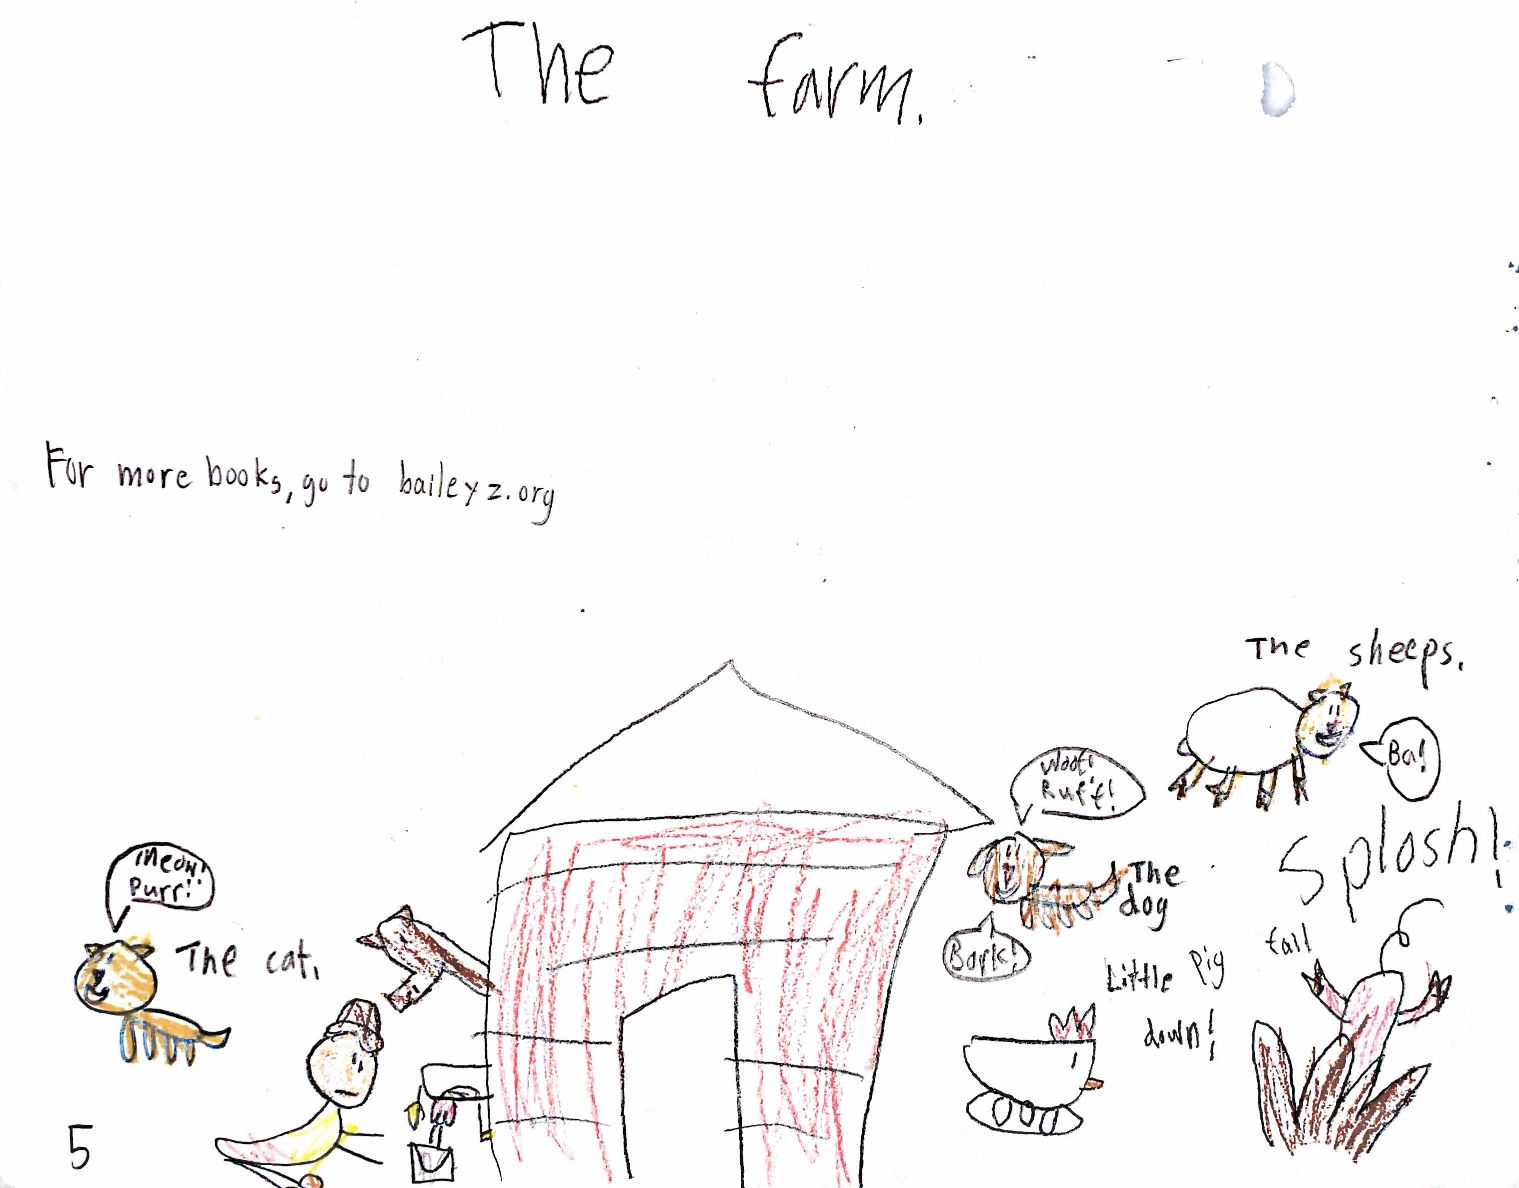 The farm.
For more books, go to baileyz.org
The sheeps.
Ba!
Woof!
Ruff!
The
dog
Bark!
Splosh!
Little pig fall
down!
Meow!
Purr!
The cat.
5